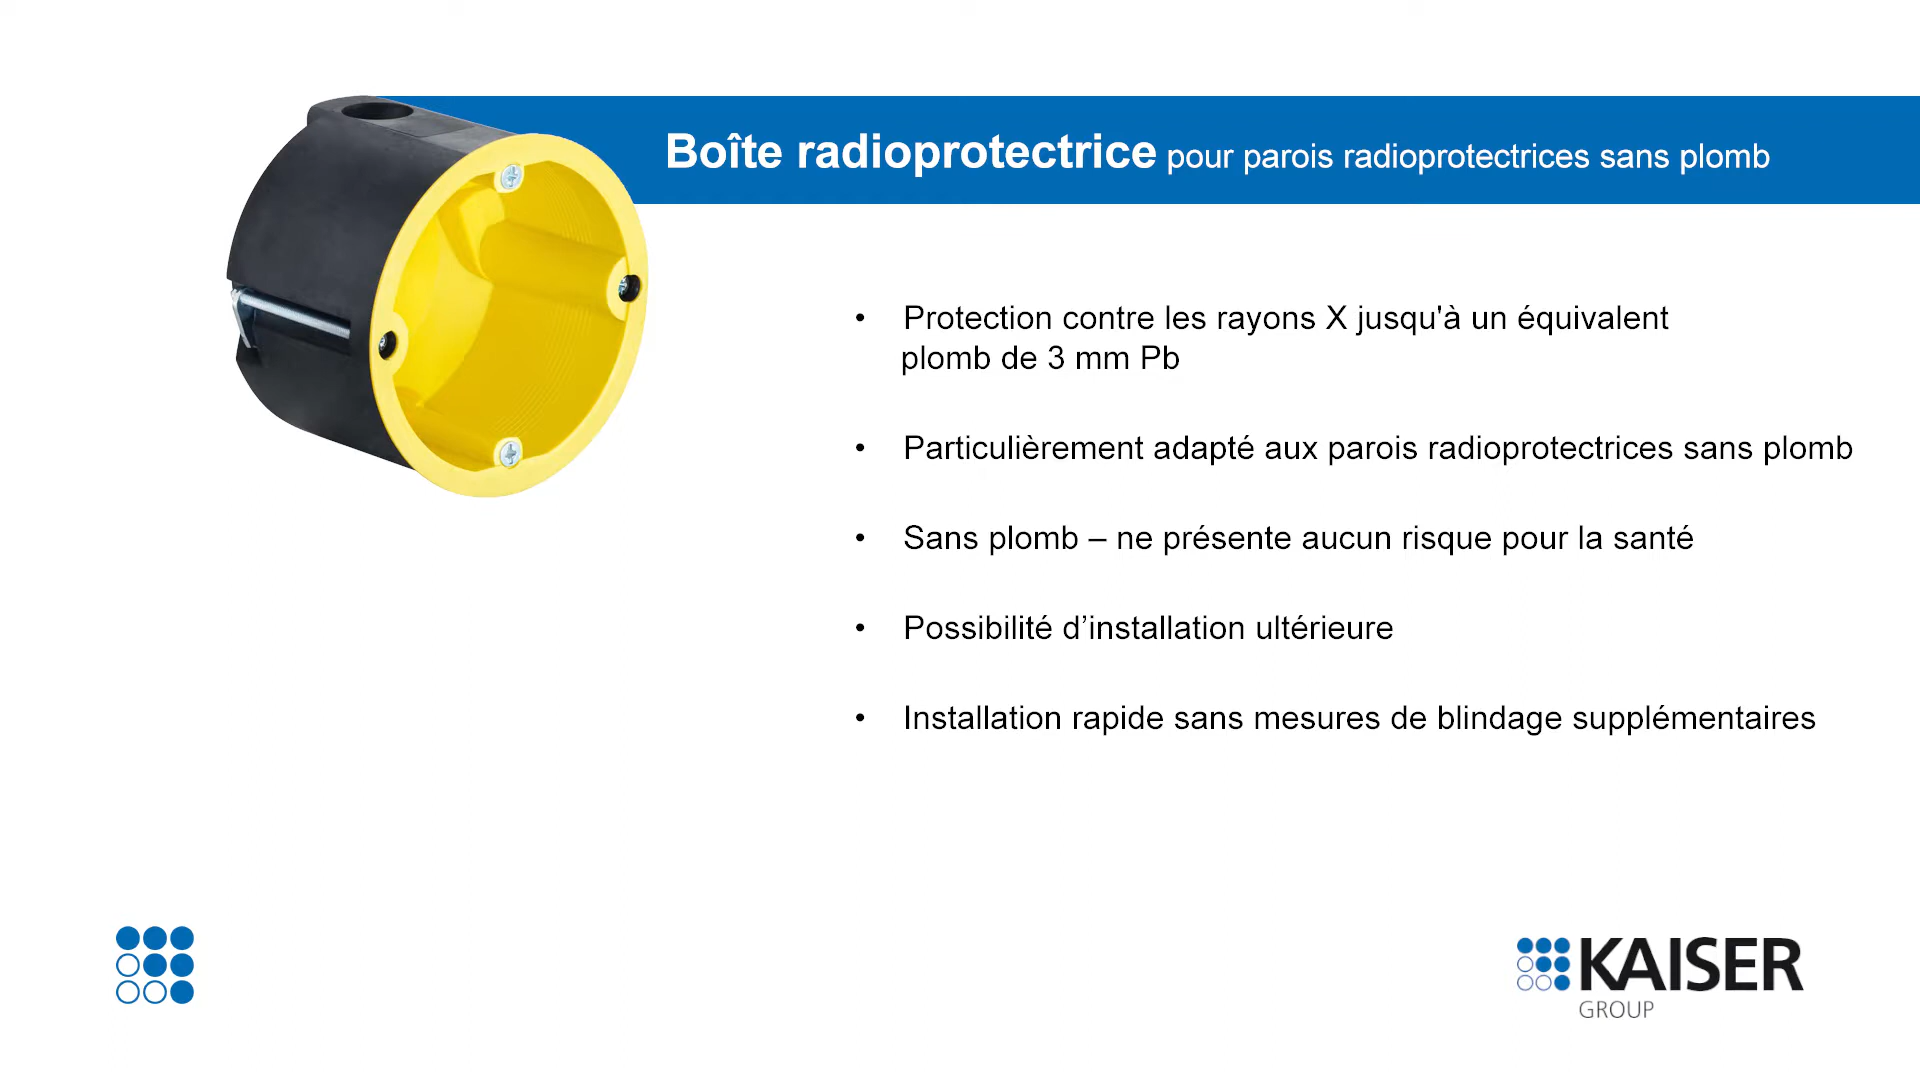 Boîte radioprotectrice pour parois radioprotectrices sans plomb
• Protection contre les rayons X jusqu'à un équivalent
plomb de 3 mm Pb
• Particulièrement adapté aux parois radioprotectrices sans plomb
• Sans plomb – ne présente aucun risque pour la santé
• Possibilité d’installation ultérieure
• Installation rapide sans mesures de blindage supplémentaires
KAISER
GROUP